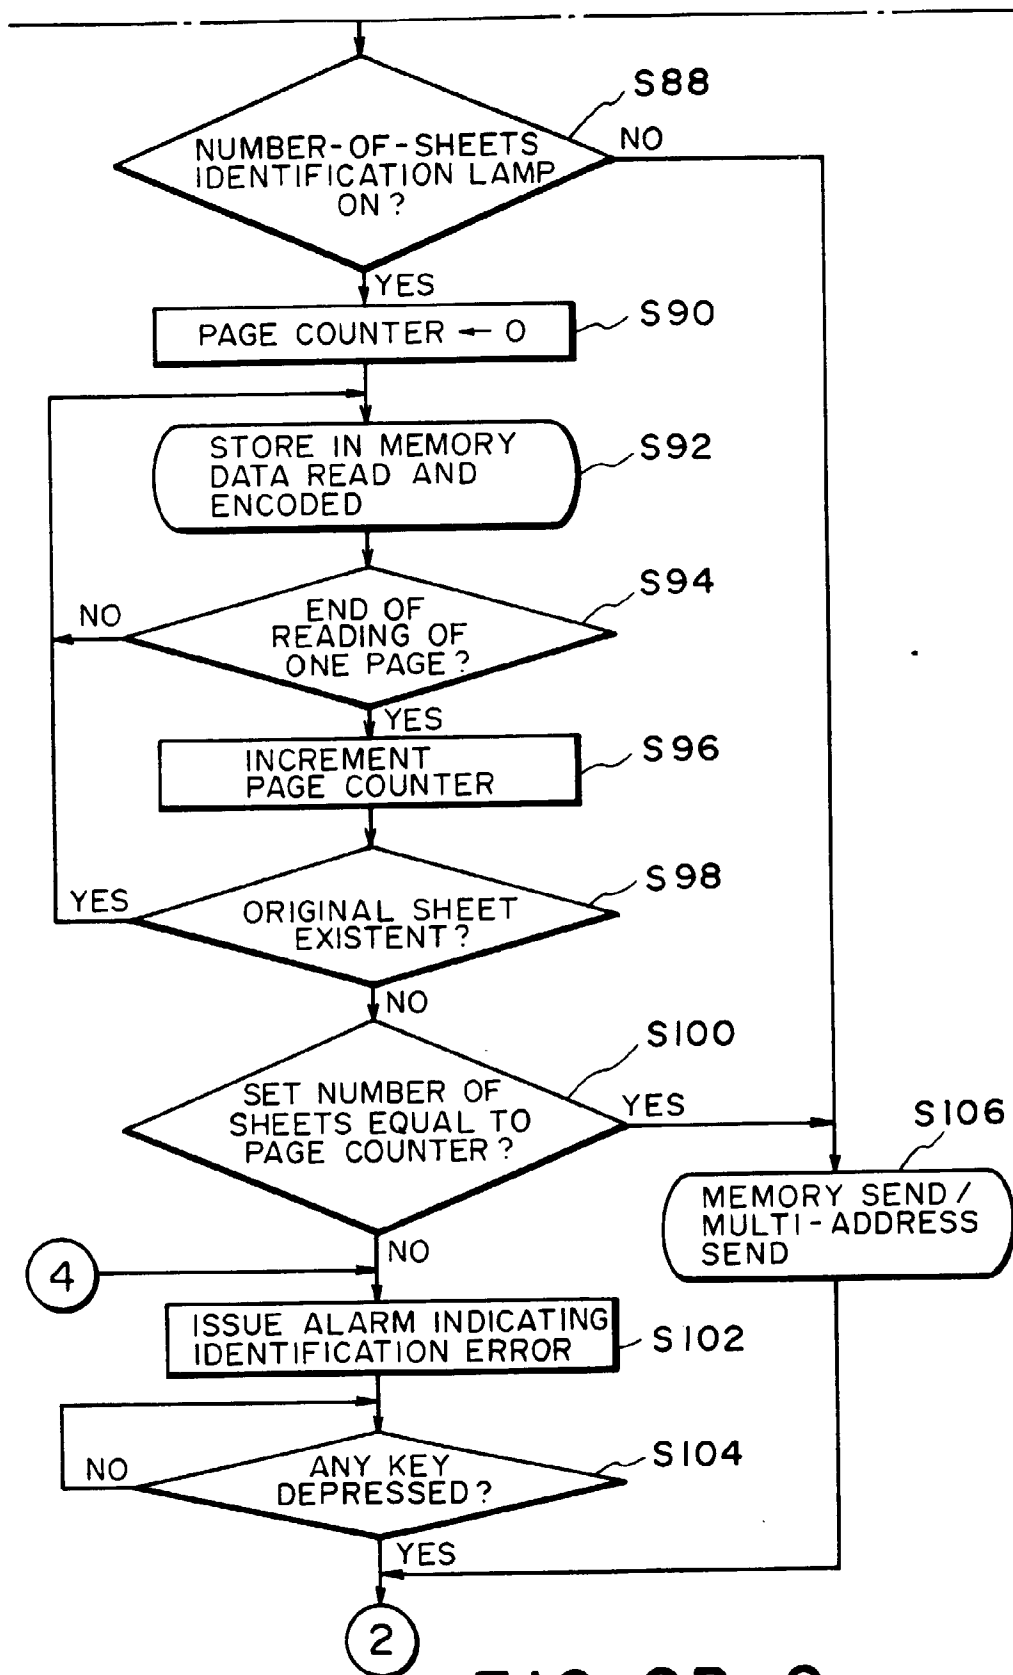 S88
NUMBER-OF-SHEETS
IDENTIFICATION LAMP
ON?
NO
YES
S90
PAGE COUNTER ← 0
S92
STORE IN MEMORY
DATA READ AND
ENCODED
S94
END OF
READING OF
ONE PAGE?
NO
YES
S96
INCREMENT
PAGE COUNTER
S98
ORIGINAL SHEET
EXISTENT?
YES
NO
S100
SET NUMBER OF
SHEETS EQUAL TO
PAGE COUNTER?
YES
S106
MEMORY SEND/
MULTI-ADDRESS
SEND
NO
4
ISSUE ALARM INDICATING
IDENTIFICATION ERROR
S102
S104
ANY KEY
DEPRESSED?
NO
YES
2